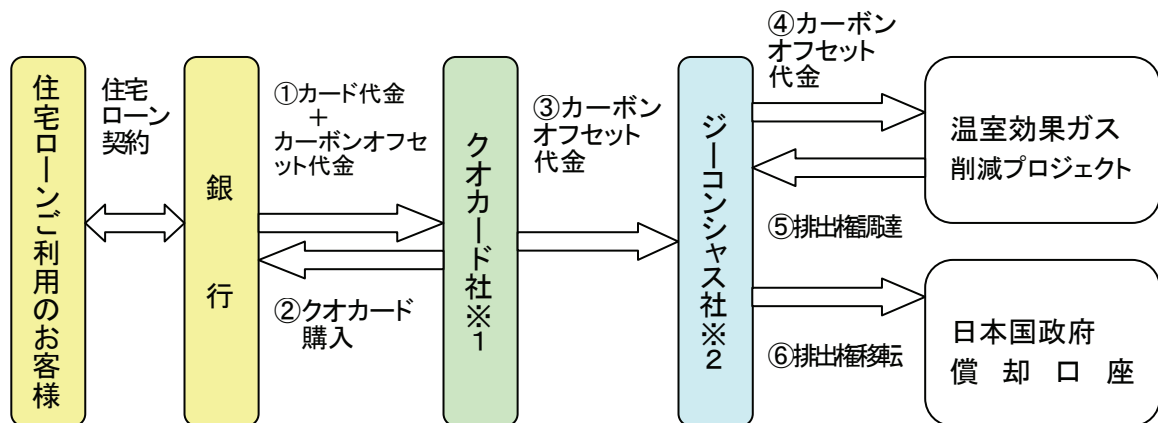 住宅ローンご利用のお客様
住宅
ローン
契約
銀行
①カード代金
＋
カーボンオフセ
ット代金
②クオカード
購入
クオカード社※1
③カーボン
オフセット
代金
ジーコンシャス社※2
④カーボン
オフセット
代金
⑤排出権調達
⑥排出権移転
温室効果ガス
削減プロジェクト
日本国政府
償却口座